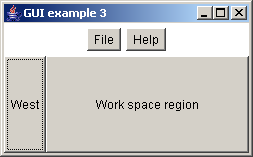 GUI example 3
File Help
West Work space region